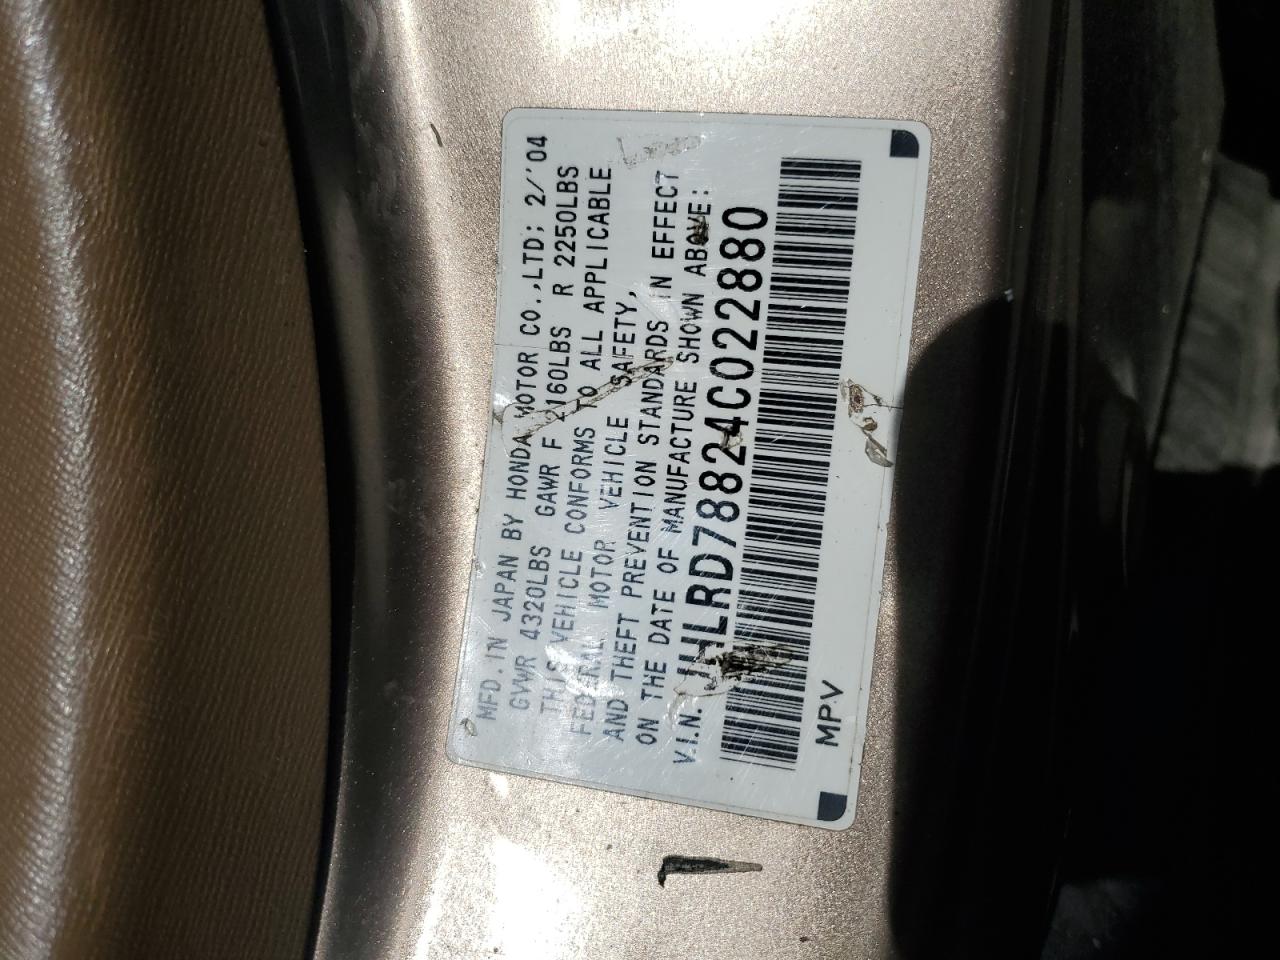 MFD. IN JAPAN BY HONDA MOTOR CO.,LTD; 2/'04
GVWR 4320LBS GAWR F 2160LBS R 2250LBS
THIS VEHICLE CONFORMS TO ALL APPLICABLE
FEDERAL MOTOR VEHICLE SAFETY,
AND THEFT PREVENTION STANDARDS IN EFFECT
ON THE DATE OF MANUFACTURE SHOWN ABOVE:
V.I.N. JHLRD78824C022880
MPV